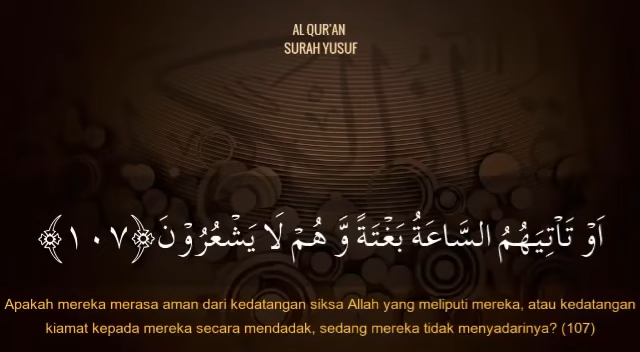 AL QUR'AN
SURAH YUSUF
اَوْ تَأْتِيَهُمُ السَّاعَةُ بَغْتَةً وَّ هُمْ لَا يَشْعُرُوْنَ﴿١٠٧﴾
Apakah mereka merasa aman dari kedatangan siksa Allah yang meliputi mereka, atau kedatangan
kiamat kepada mereka secara mendadak, sedang mereka tidak menyadarinya? (107)